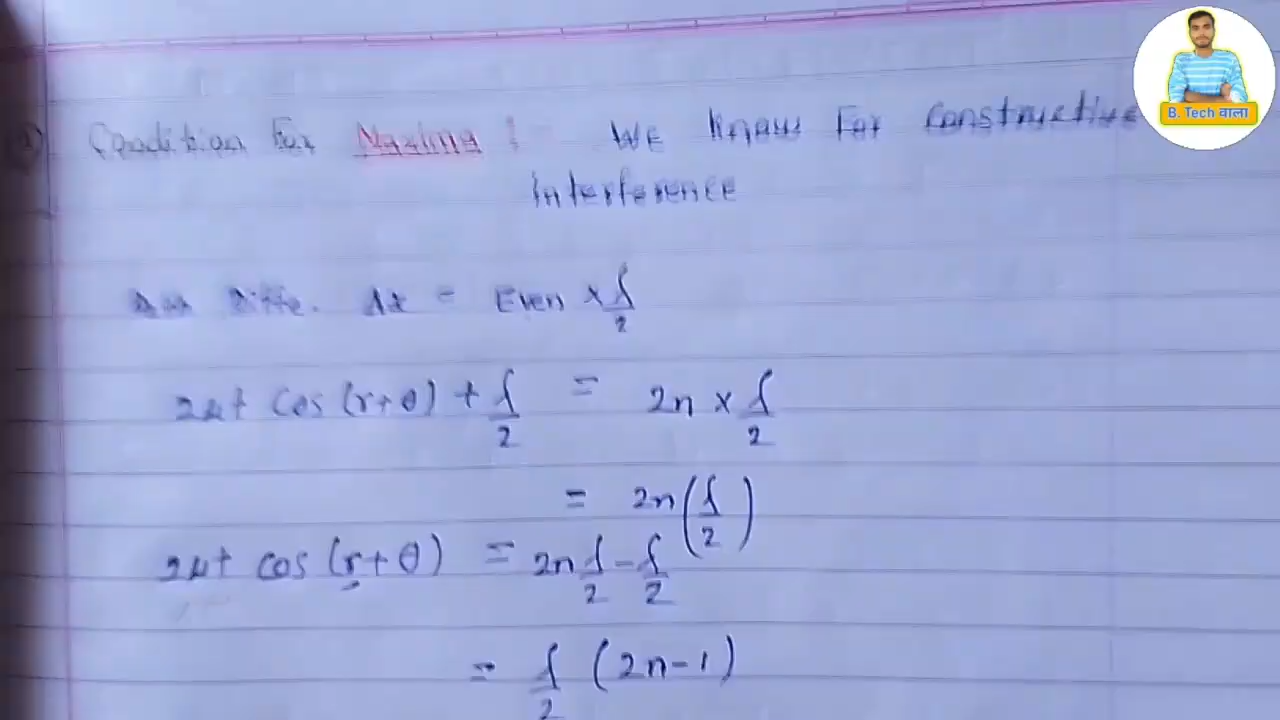 Condition For Maxima : We Know For Constructive
Interference
Diffe. Δx = Even × λ/2
2μt cos(r+θ) + λ/2 = 2n × λ/2
= 2n(λ/2)
2μt cos(r+θ) = 2n λ/2 - λ/2
= λ/2 (2n-1)
B. Tech वाला